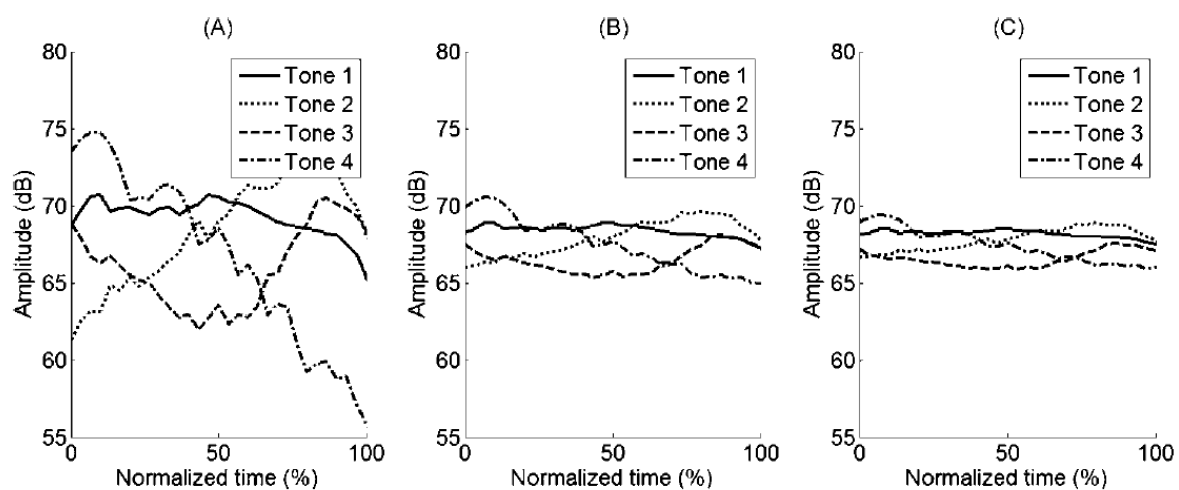 (A)
80
75
70
65
60
55
Amplitude (dB)
Tone 1
Tone 2
Tone 3
Tone 4
0 50 100
Normalized time (%)
(B)
80
75
70
65
60
55
Amplitude (dB)
Tone 1
Tone 2
Tone 3
Tone 4
0 50 100
Normalized time (%)
(C)
80
75
70
65
60
55
Amplitude (dB)
Tone 1
Tone 2
Tone 3
Tone 4
0 50 100
Normalized time (%)